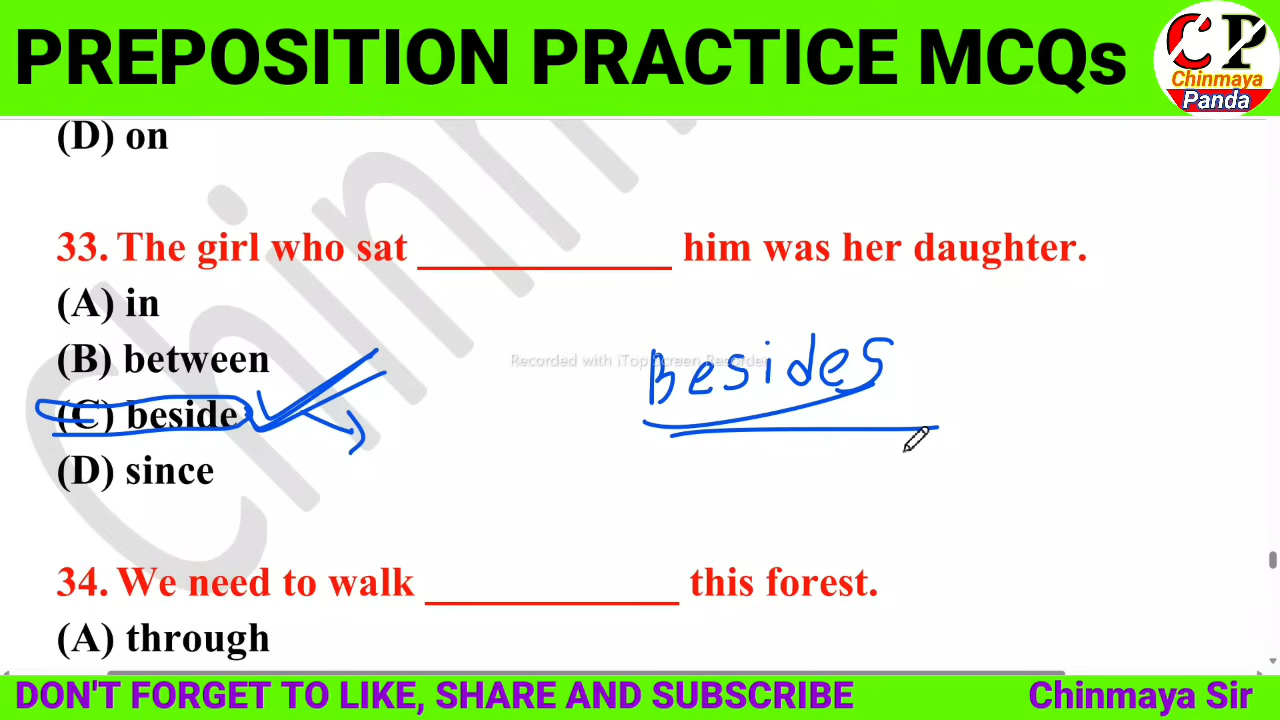 PREPOSITION PRACTICE MCQs
CP
Chinmaya
Panda
(D) on
33. The girl who sat ____________ him was her daughter.
(A) in
(B) between
Recorded with iTop Screen Recorder
Besides
(C) beside
(D) since
34. We need to walk ____________ this forest.
(A) through
DON'T FORGET TO LIKE, SHARE AND SUBSCRIBE
Chinmaya Sir